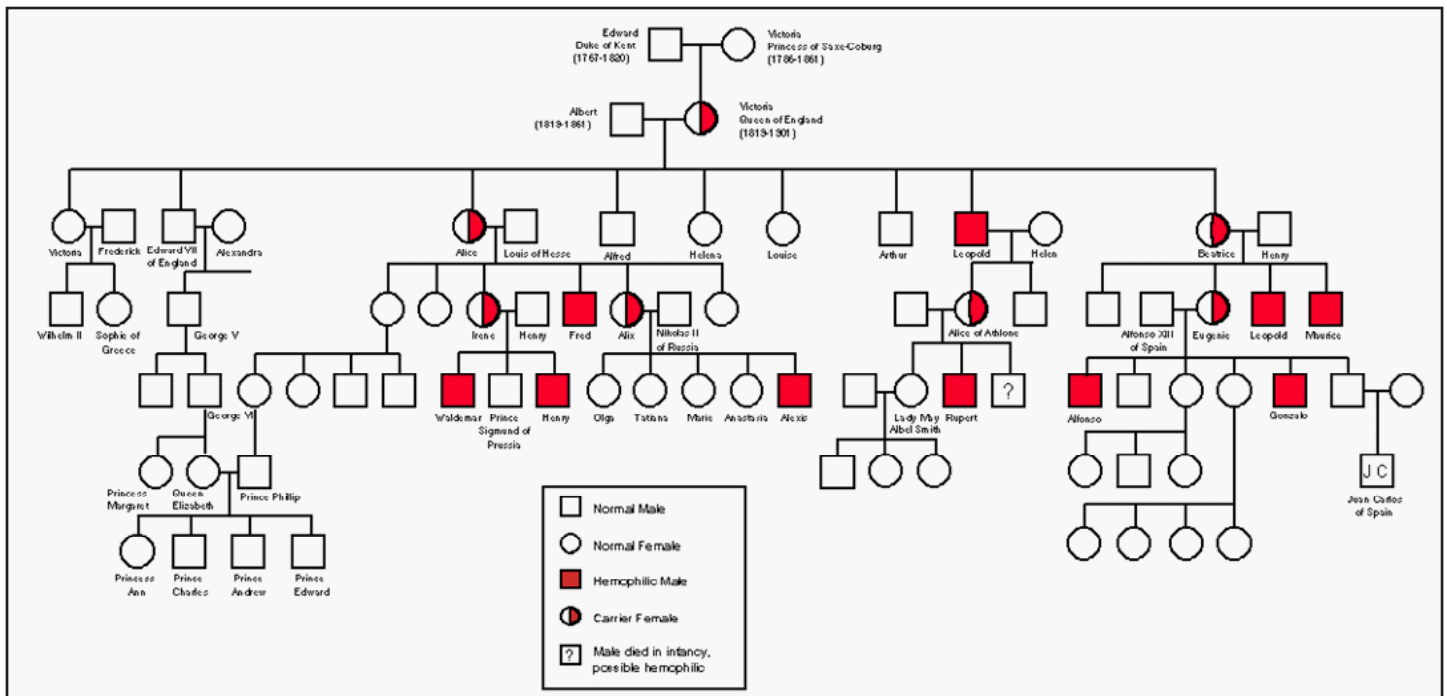 Edward
Duke of Kent
(1767-1820)
Victoria
Princess of Saxe-Coburg
(1786-1861)
Albert
(1819-1861)
Victoria
Queen of England
(1819-1901)
Victoria
Frederick
Edward VII
of England
Alexandra
Alice
Louis of Hesse
Alfred
Helena
Louise
Arthur
Leopold
Helen
Beatrice
Henry
Wilhelm II
Sophie of
Greece
George V
Irene
Henry
Fred
Alix
Nikolas II
of Russia
Alice of Athlone
Alfonso XIII
of Spain
Eugenie
Leopold
Maurice
George VI
Waldemar
Prince
Sigmund of
Prussia
Henry
Olga
Tatiana
Marie
Anastasia
Alexis
Lady May
Albel Smith
Rupert
?
Alfonso
Gonzalo
Princess
Margaret
Queen
Elizabeth
Prince Phillip
J C
Juan Carlos
of Spain
Princess
Ann
Prince
Charles
Prince
Andrew
Prince
Edward
Normal Male
Normal Female
Hemophilic Male
Carrier Female
? Male died in infancy,
possible hemophilic